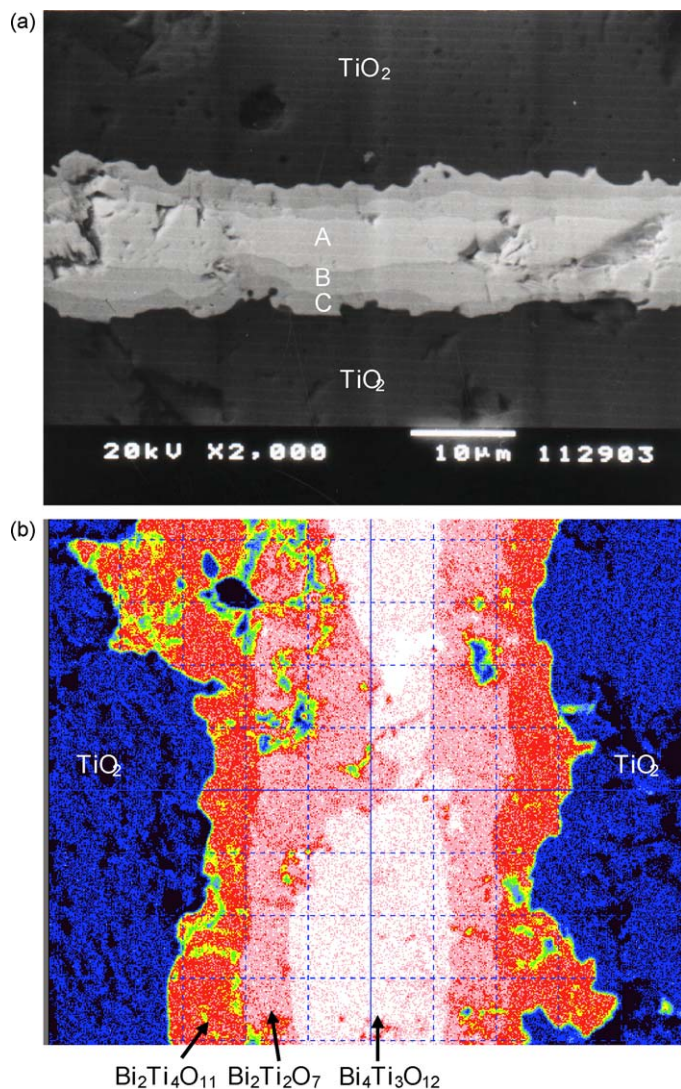 (a)
TiO₂
A
B
C
TiO₂
20kV X2,000 10μm 112903
(b)
TiO₂ TiO₂
Bi₂Ti₄O₁₁ Bi₂Ti₂O₇ Bi₄Ti₃O₁₂